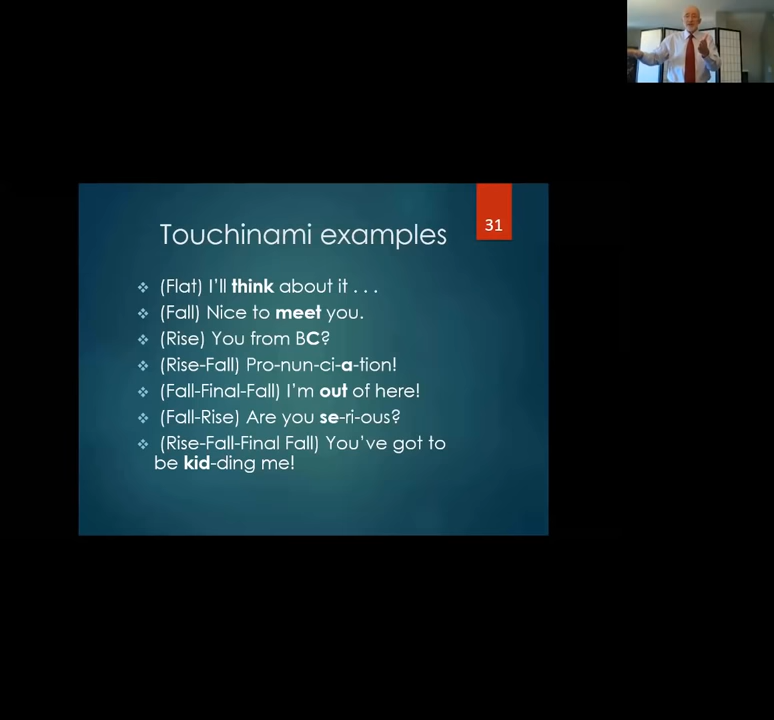 31
Touchinami examples
❖ (Flat) I'll think about it . . .
❖ (Fall) Nice to meet you.
❖ (Rise) You from BC?
❖ (Rise-Fall) Pro-nun-ci-a-tion!
❖ (Fall-Final-Fall) I'm out of here!
❖ (Fall-Rise) Are you se-ri-ous?
❖ (Rise-Fall-Final Fall) You've got to
be kid-ding me!